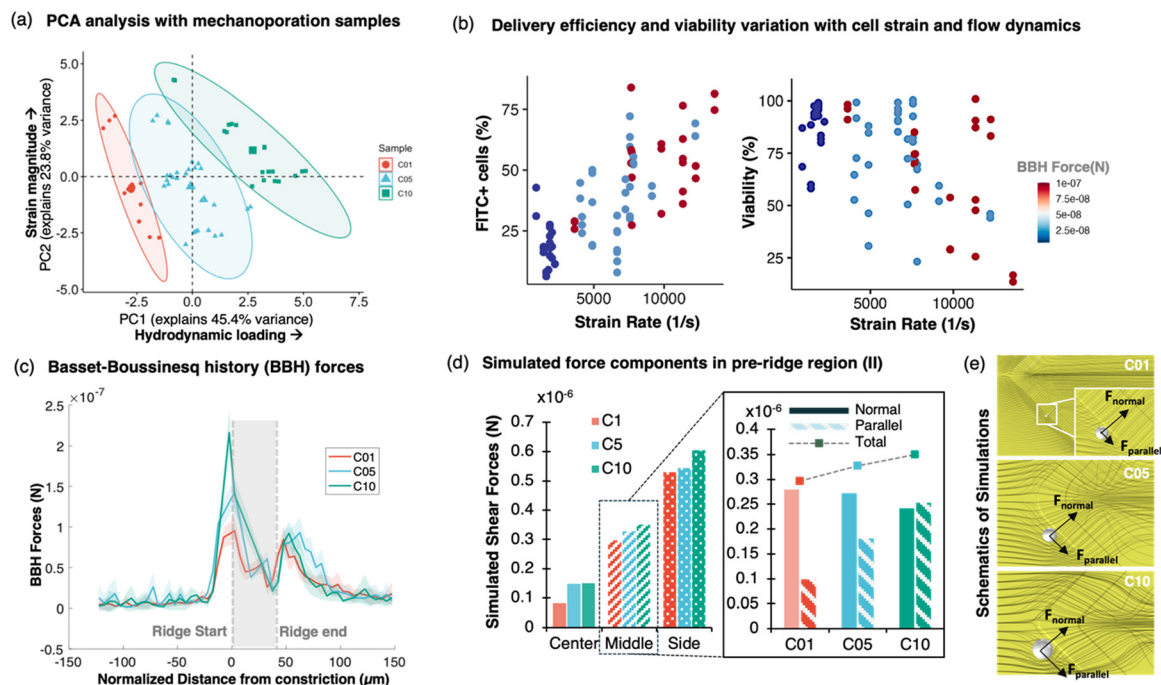 (a) PCA analysis with mechanoporation samples
Strain magnitude →
PC2 (explains 23.8% variance)
5.0
2.5
0.0
-2.5
-5.0
-2.5
0.0
2.5
5.0
7.5
PC1 (explains 45.4% variance)
Hydrodynamic loading →
Sample
C01
C05
C10
(b) Delivery efficiency and viability variation with cell strain and flow dynamics
FITC+ cells (%)
75
50
25
5000
10000
Strain Rate (1/s)
Viability (%)
100
75
50
25
5000
10000
Strain Rate (1/s)
BBH Force(N)
1e-07
7.5e-08
5e-08
2.5e-08
(c) Basset-Boussinesq history (BBH) forces
x10⁻⁷
BBH Forces (N)
2.5
2
1.5
1
0.5
0
-0.5
C01
C05
C10
Ridge Start
Ridge end
-150
-100
-50
0
50
100
150
Normalized Distance from constriction (µm)
(d) Simulated force components in pre-ridge region (II)
x10⁻⁶
Simulated Shear Forces (N)
0.7
0.6
0.5
0.4
0.3
0.2
0.1
0
C1
C5
C10
Center
Middle
Side
x10⁻⁶
0.4
0.35
0.3
0.25
0.2
0.15
0.1
0.05
0
Normal
Parallel
Total
C01
C05
C10
(e)
Schematics of Simulations
C01
Fnormal
Fparallel
C05
Fnormal
Fparallel
C10
Fnormal
Fparallel